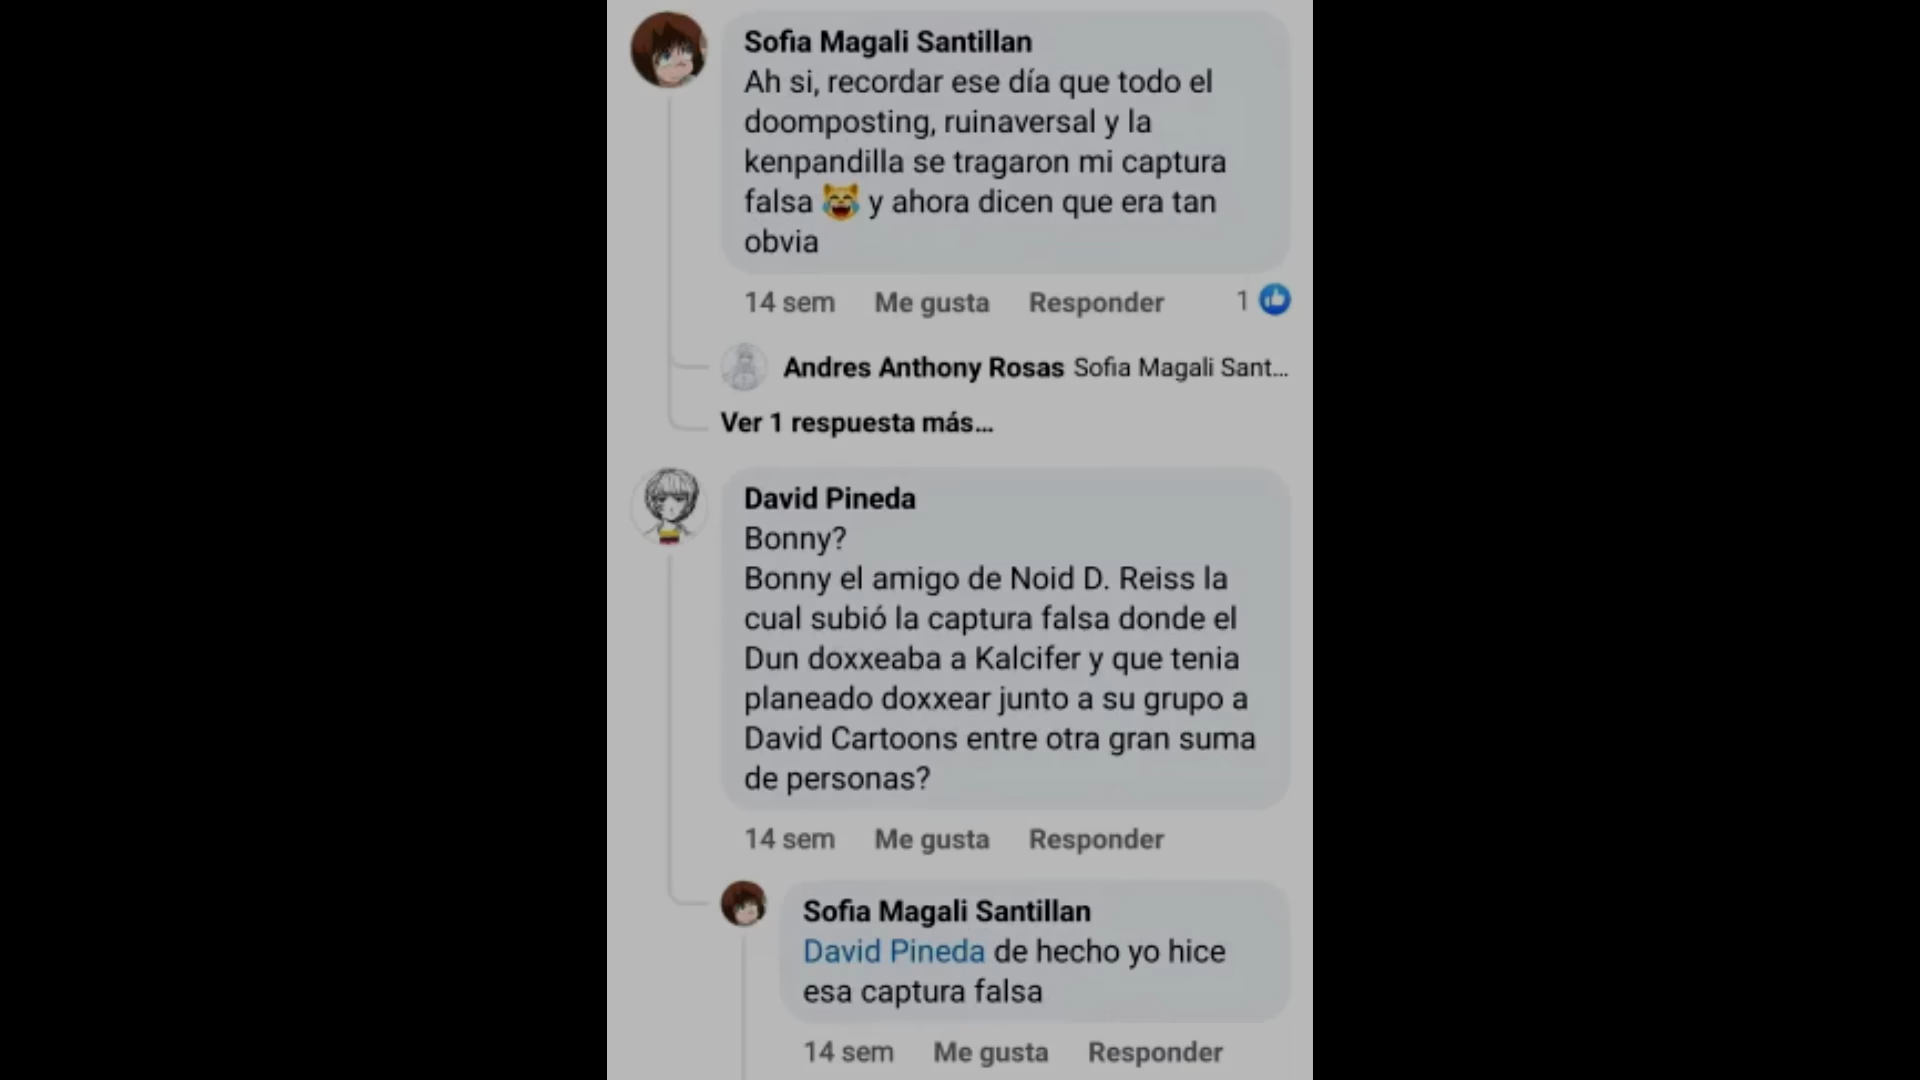 Sofia Magali Santillan
Ah si, recordar ese día que todo el
doomposting, ruinaversal y la
kenpandilla se tragaron mi captura
falsa 😹 y ahora dicen que era tan
obvia
14 sem Me gusta Responder 1
Andres Anthony Rosas Sofia Magali Sant...
Ver 1 respuesta más...
David Pineda
Bonny?
Bonny el amigo de Noid D. Reiss la
cual subió la captura falsa donde el
Dun doxxeaba a Kalcifer y que tenia
planeado doxxear junto a su grupo a
David Cartoons entre otra gran suma
de personas?
14 sem Me gusta Responder
Sofia Magali Santillan
David Pineda de hecho yo hice
esa captura falsa
14 sem Me gusta Responder